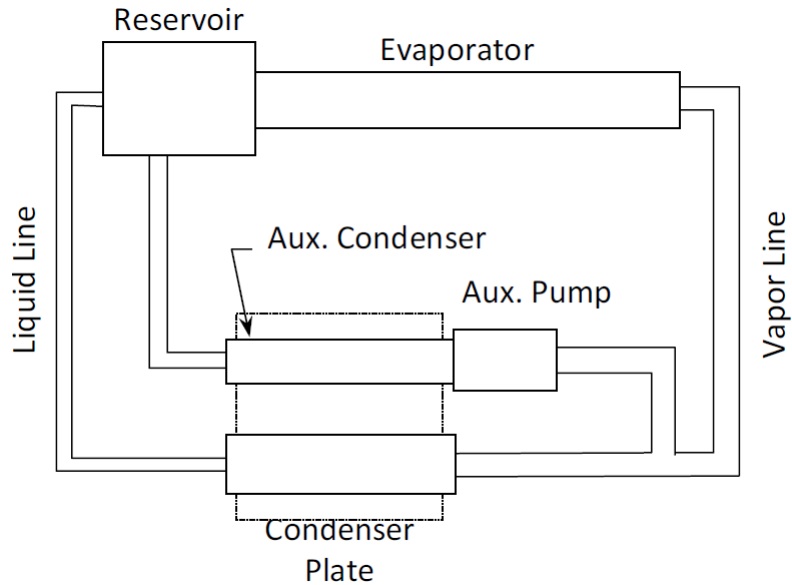 Reservoir
Evaporator
Liquid Line
Aux. Condenser
Aux. Pump
Vapor Line
Condenser
Plate